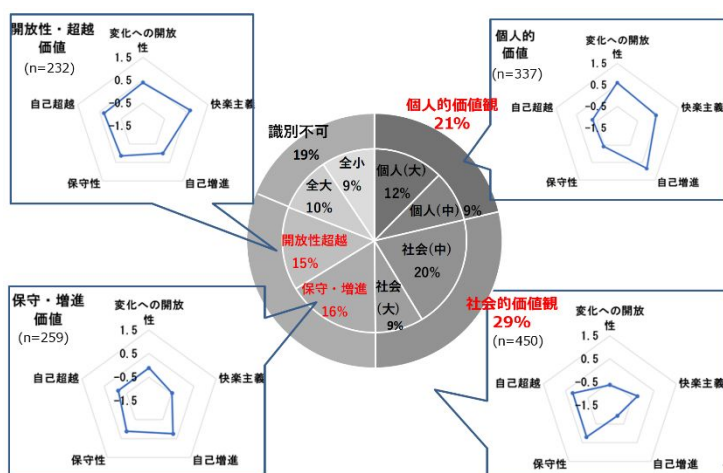 開放性・超越
価値
(n=232)
変化への開放
性
1.5
0.5
-0.5
-1.5
自己超越
快楽主義
保守性
自己増進
個人的
価値
(n=337)
変化への開放
性
1.5
0.5
-0.5
-1.5
自己超越
快楽主義
保守性
自己増進
個人的価値観
21%
識別不可
19%
全小
9%
全大
10%
個人(大)
12%
個人(中) 9%
開放性超越
15%
社会(中)
20%
保守・増進
16%
社会
(大)
9%
保守・増進
価値
(n=259)
変化への開放
性
1.5
0.5
-0.5
-1.5
自己超越
快楽主義
保守性
自己増進
社会的価値観
29%
(n=450)
変化への開放
性
1.5
0.5
-0.5
-1.5
自己超越
快楽主義
保守性
自己増進